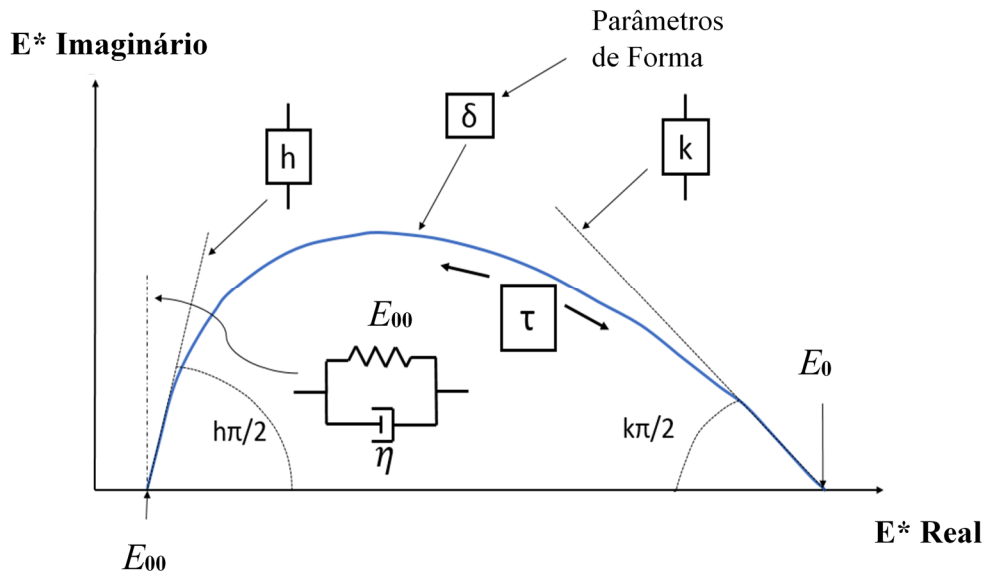 Parâmetros
de Forma
E* Imaginário
δ
h
k
τ
E00
E0
hπ/2
kπ/2
η
E* Real
E00